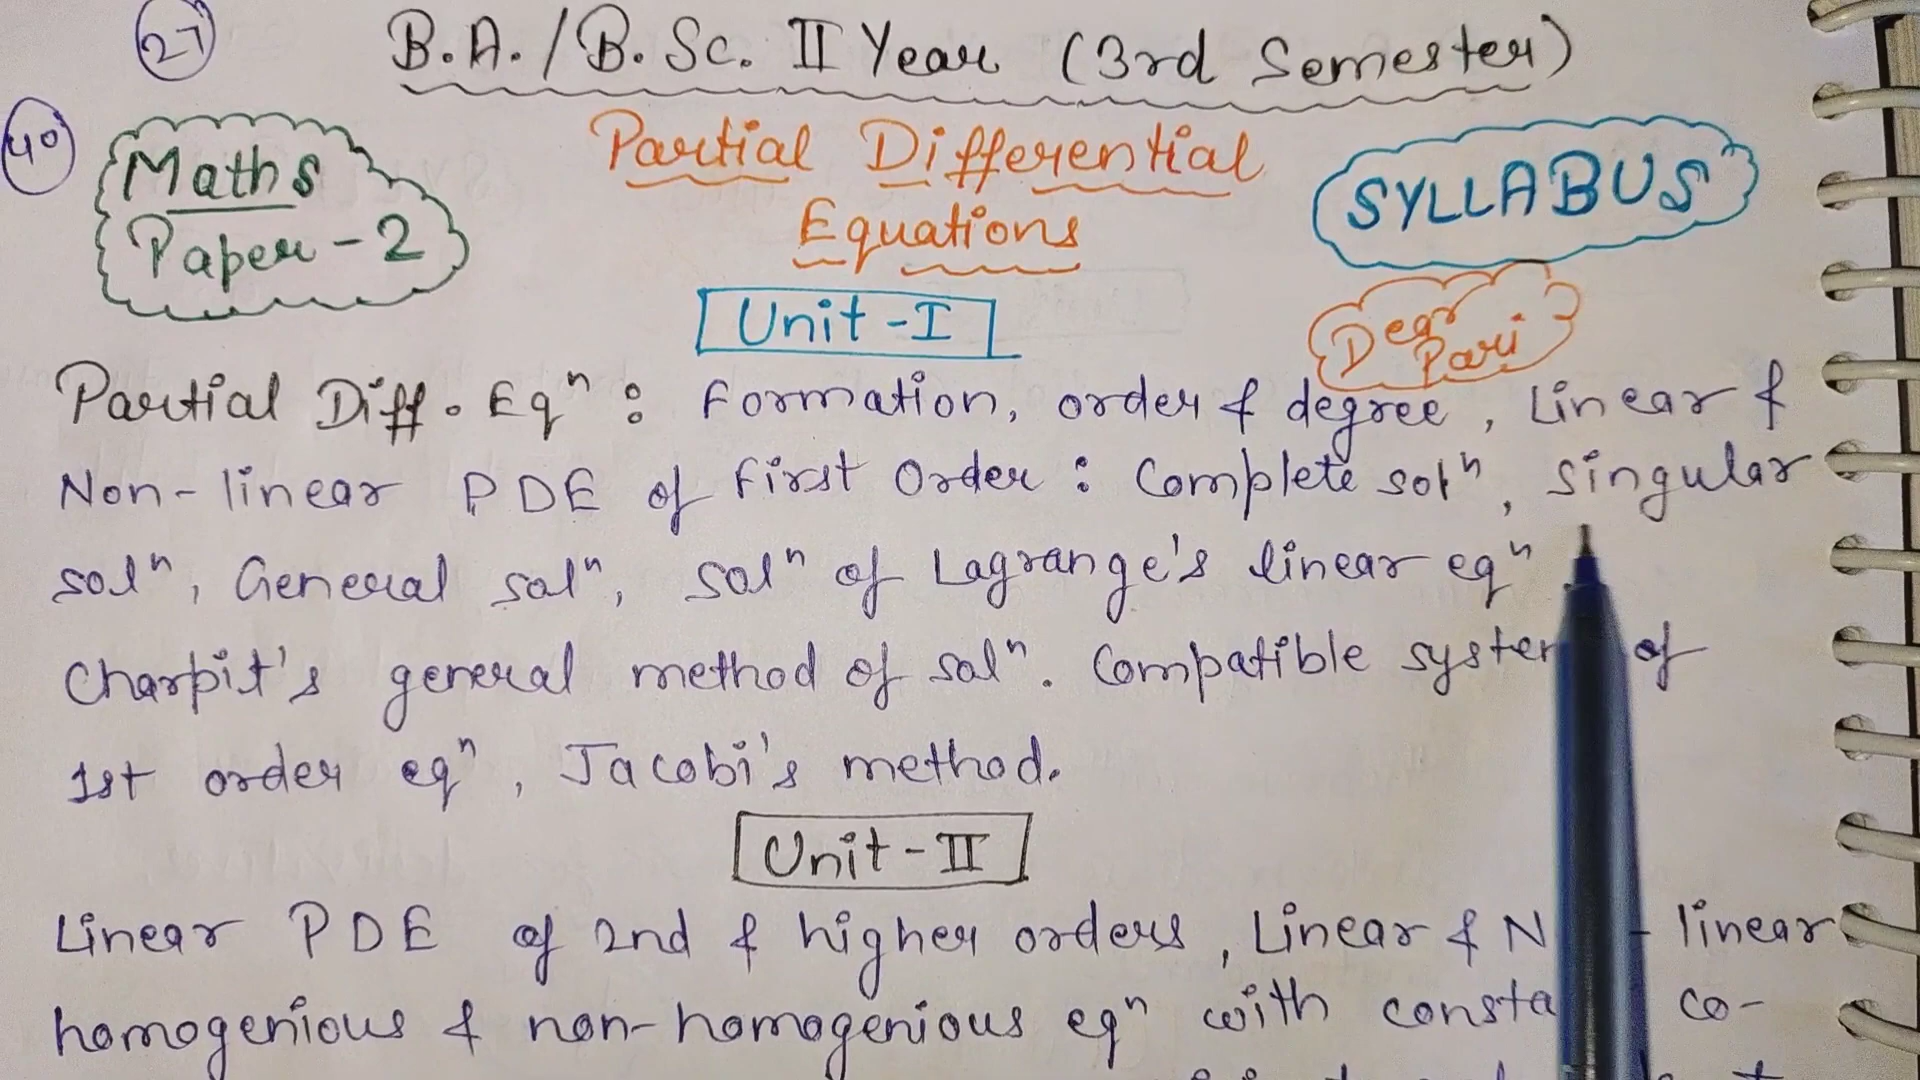 27
B.A./B.Sc. II Year (3rd Semester)
40
Maths
Paper-2
Partial Differential
Equations
SYLLABUS
Dear
Pari
Unit-I
Partial Diff. Eqⁿ: Formation, order & degree, Linear &
Non-linear PDE of first Order: Complete solⁿ, singular
solⁿ, General solⁿ, solⁿ of Lagrange's linear eqⁿ
Charpit's general method of solⁿ. Compatible system of
1st order eqⁿ, Jacobi's method.
Unit-II
Linear PDE of 2nd & higher orders, Linear & N - linear
homogenious & non-homogenious eqⁿ with consta co-